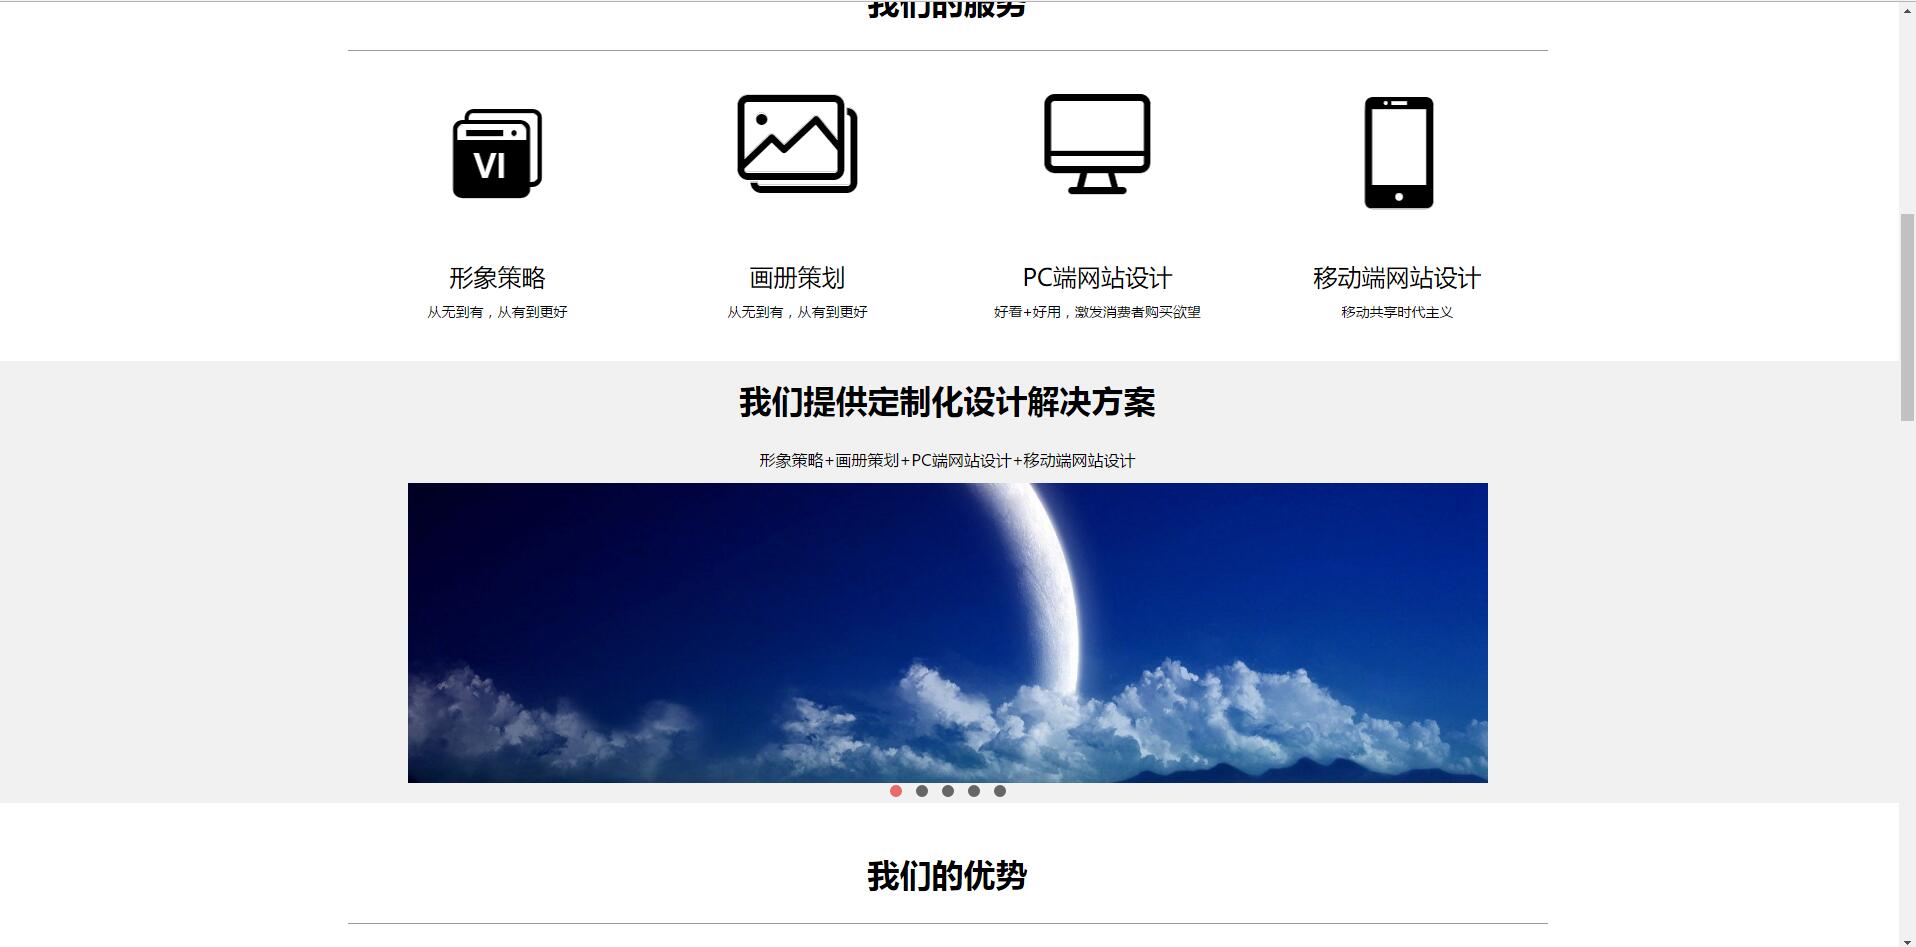 我们的服务
VI
形象策略
从无到有，从有到更好
画册策划
从无到有，从有到更好
PC端网站设计
好看+好用，激发消费者购买欲望
移动端网站设计
移动共享时代主义
我们提供定制化设计解决方案
形象策略+画册策划+PC端网站设计+移动端网站设计
我们的优势